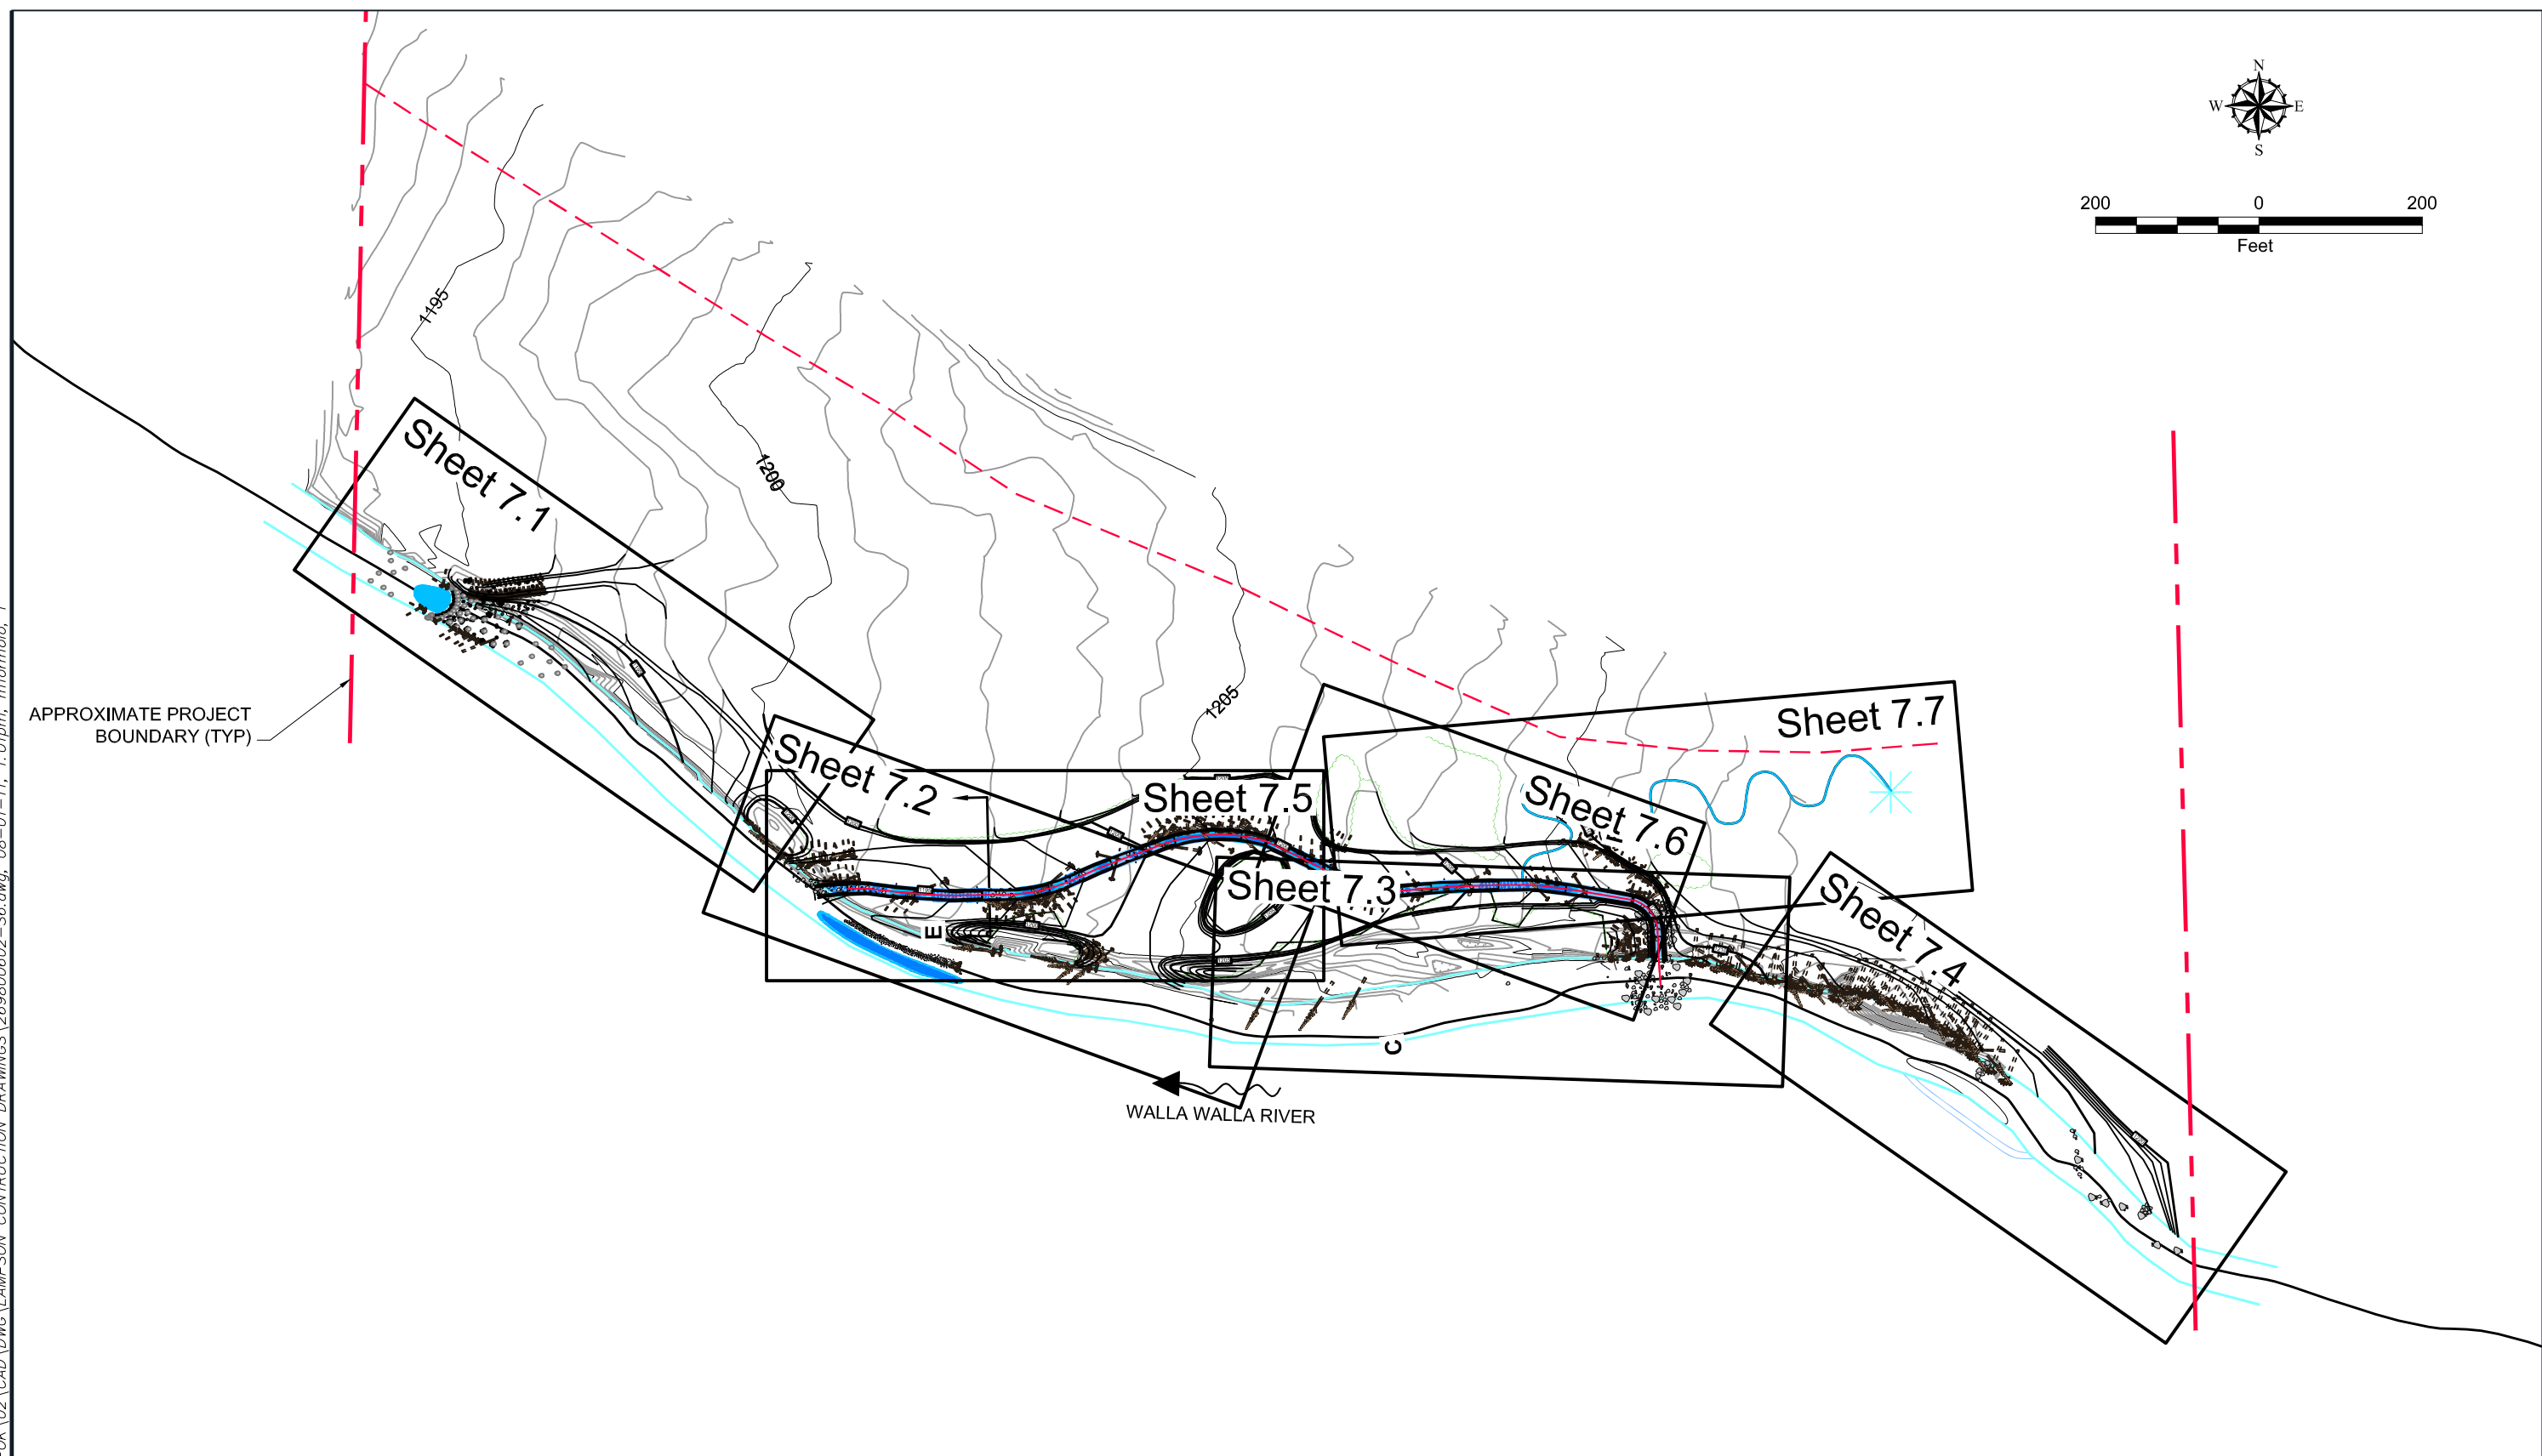 N
W E
S
200 0 200
Feet
1195
Sheet 7.1
1200
APPROXIMATE PROJECT
BOUNDARY (TYP)
1205
Sheet 7.7
Sheet 7.2
Sheet 7.5
Sheet 7.6
Sheet 7.3
Sheet 7.4
E
C
WALLA WALLA RIVER